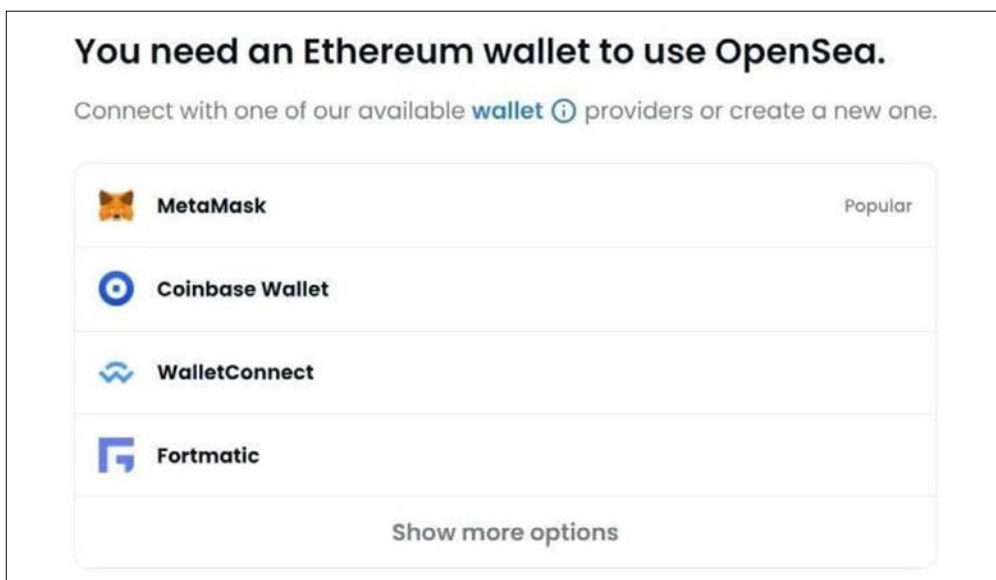 You need an Ethereum wallet to use OpenSea.
Connect with one of our available wallet providers or create a new one.
MetaMask Popular
Coinbase Wallet
WalletConnect
Fortmatic
Show more options